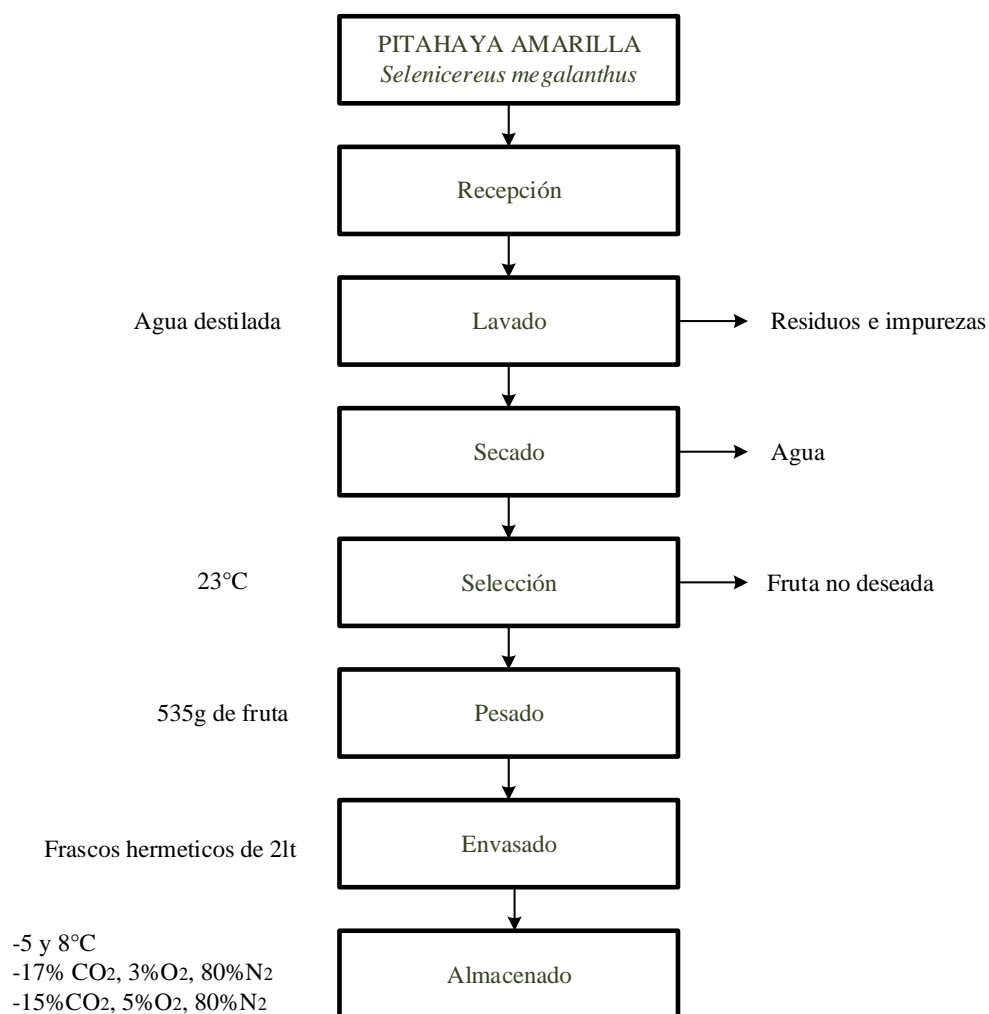 PITAHAYA AMARILLA
Selenicereus megalanthus
Recepción
Agua destilada
Lavado
Residuos e impurezas
Secado
Agua
23°C
Selección
Fruta no deseada
535g de fruta
Pesado
Frascos hermeticos de 2lt
Envasado
-5 y 8°C
-17% CO2, 3%O2, 80%N2
-15%CO2, 5%O2, 80%N2
Almacenado